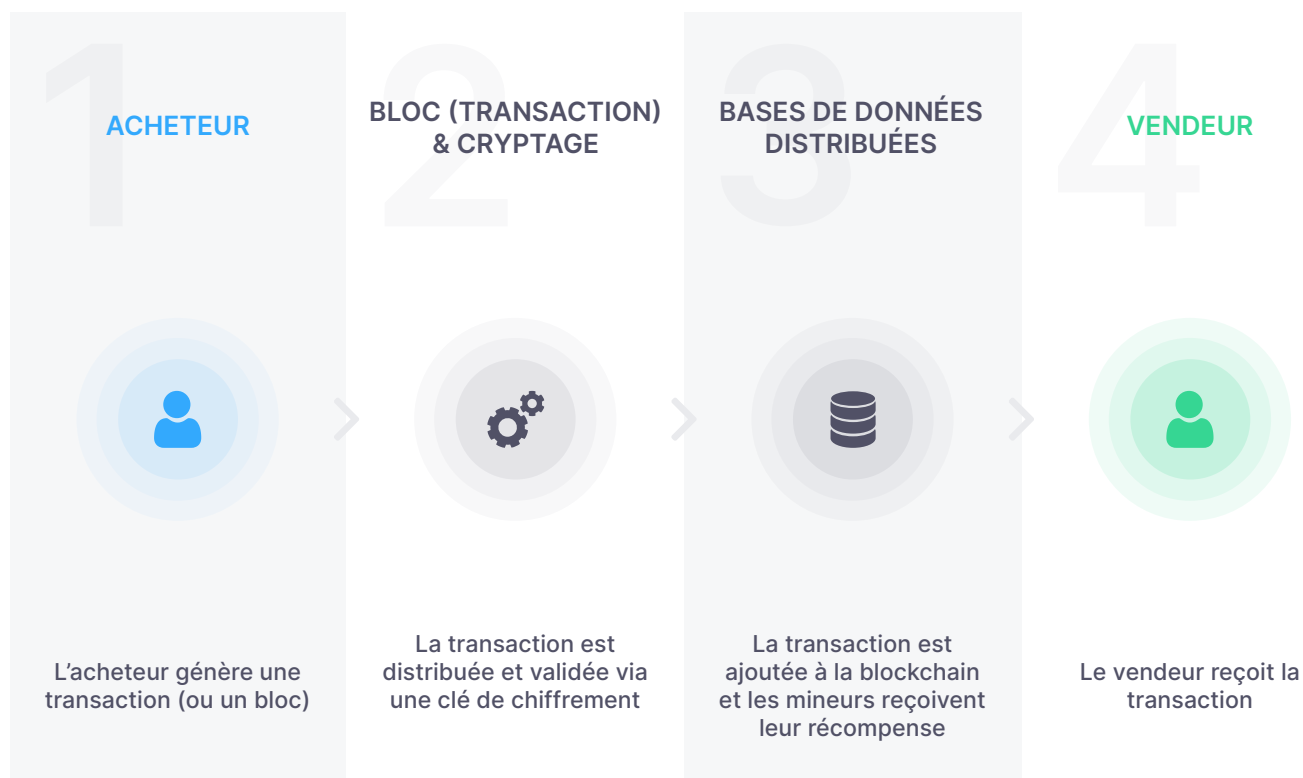 1
ACHETEUR
L’acheteur génère une
transaction (ou un bloc)
2
BLOC (TRANSACTION)
& CRYPTAGE
La transaction est
distribuée et validée via
une clé de chiffrement
3
BASES DE DONNÉES
DISTRIBUÉES
La transaction est
ajoutée à la blockchain
et les mineurs reçoivent
leur récompense
4
VENDEUR
Le vendeur reçoit la
transaction